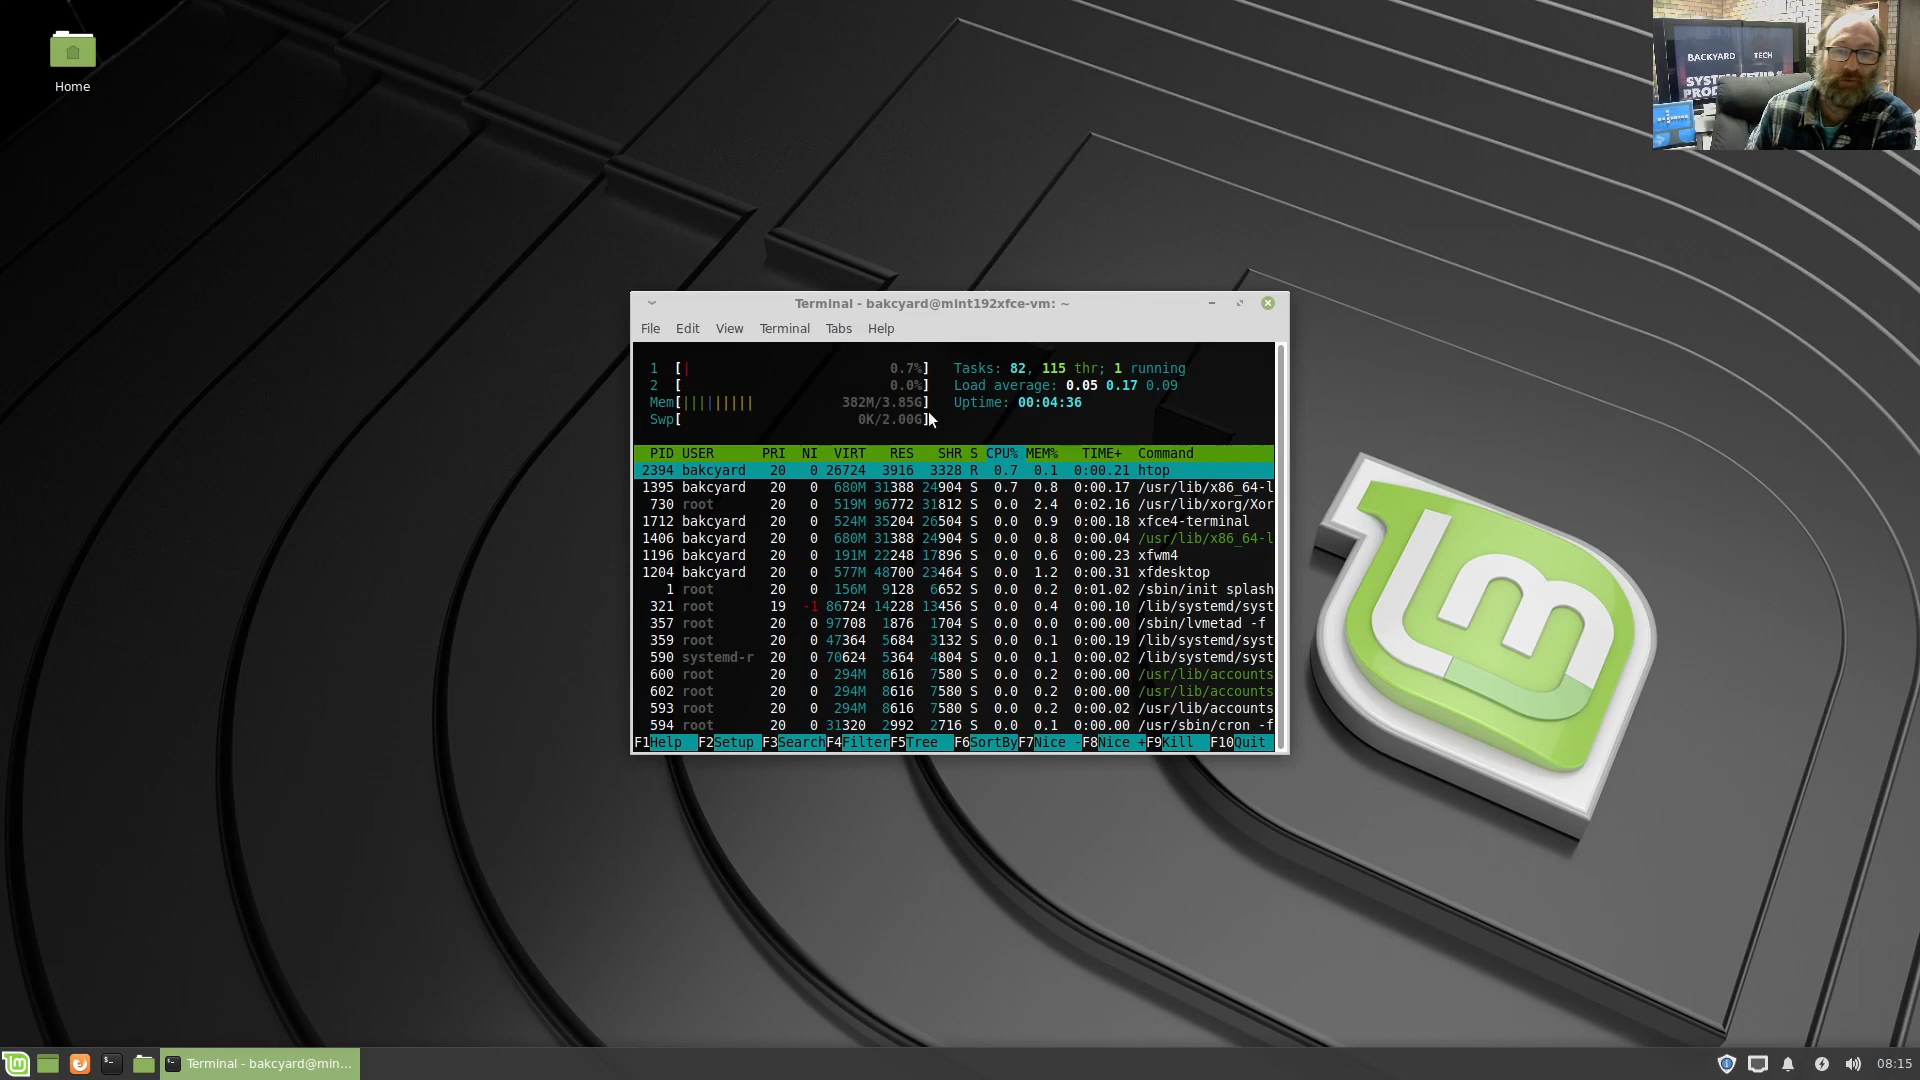 Home
BACKYARD TECH
SYSTEM SETUP &
Terminal - bakcyard@mint192xfce-vm: ~
File Edit View Terminal Tabs Help
1 [| 0.7%] Tasks: 82, 115 thr; 1 running
2 [ 0.0%] Load average: 0.05 0.17 0.09
Mem[||||||||| 382M/3.85G] Uptime: 00:04:36
Swp[ 0K/2.00G]
PID USER PRI NI VIRT RES SHR S CPU% MEM% TIME+ Command
2394 bakcyard 20 0 26724 3916 3328 R 0.7 0.1 0:00.21 htop
1395 bakcyard 20 0 680M 31388 24904 S 0.7 0.8 0:00.17 /usr/lib/x86_64-l
730 root 20 0 519M 96772 31812 S 0.0 2.4 0:02.16 /usr/lib/xorg/Xor
1712 bakcyard 20 0 524M 35204 26504 S 0.0 0.9 0:00.18 xfce4-terminal
1406 bakcyard 20 0 680M 31388 24904 S 0.0 0.8 0:00.04 /usr/lib/x86_64-l
1196 bakcyard 20 0 191M 22248 17896 S 0.0 0.6 0:00.23 xfwm4
1204 bakcyard 20 0 577M 48700 23464 S 0.0 1.2 0:00.31 xfdesktop
1 root 20 0 156M 9128 6652 S 0.0 0.2 0:01.02 /sbin/init splash
321 root 19 -1 86724 14228 13456 S 0.0 0.4 0:00.10 /lib/systemd/syst
357 root 20 0 97708 1876 1704 S 0.0 0.0 0:00.00 /sbin/lvmetad -f
359 root 20 0 47364 5684 3132 S 0.0 0.1 0:00.19 /lib/systemd/syst
590 systemd-r 20 0 70624 5364 4804 S 0.0 0.1 0:00.02 /lib/systemd/syst
600 root 20 0 294M 8616 7580 S 0.0 0.2 0:00.00 /usr/lib/accounts
602 root 20 0 294M 8616 7580 S 0.0 0.2 0:00.00 /usr/lib/accounts
593 root 20 0 294M 8616 7580 S 0.0 0.2 0:00.02 /usr/lib/accounts
594 root 20 0 31320 2992 2716 S 0.0 0.1 0:00.00 /usr/sbin/cron -f
F1Help F2Setup F3SearchF4FilterF5Tree F6SortByF7Nice -F8Nice +F9Kill F10Quit
Terminal - bakcyard@min...
08:15